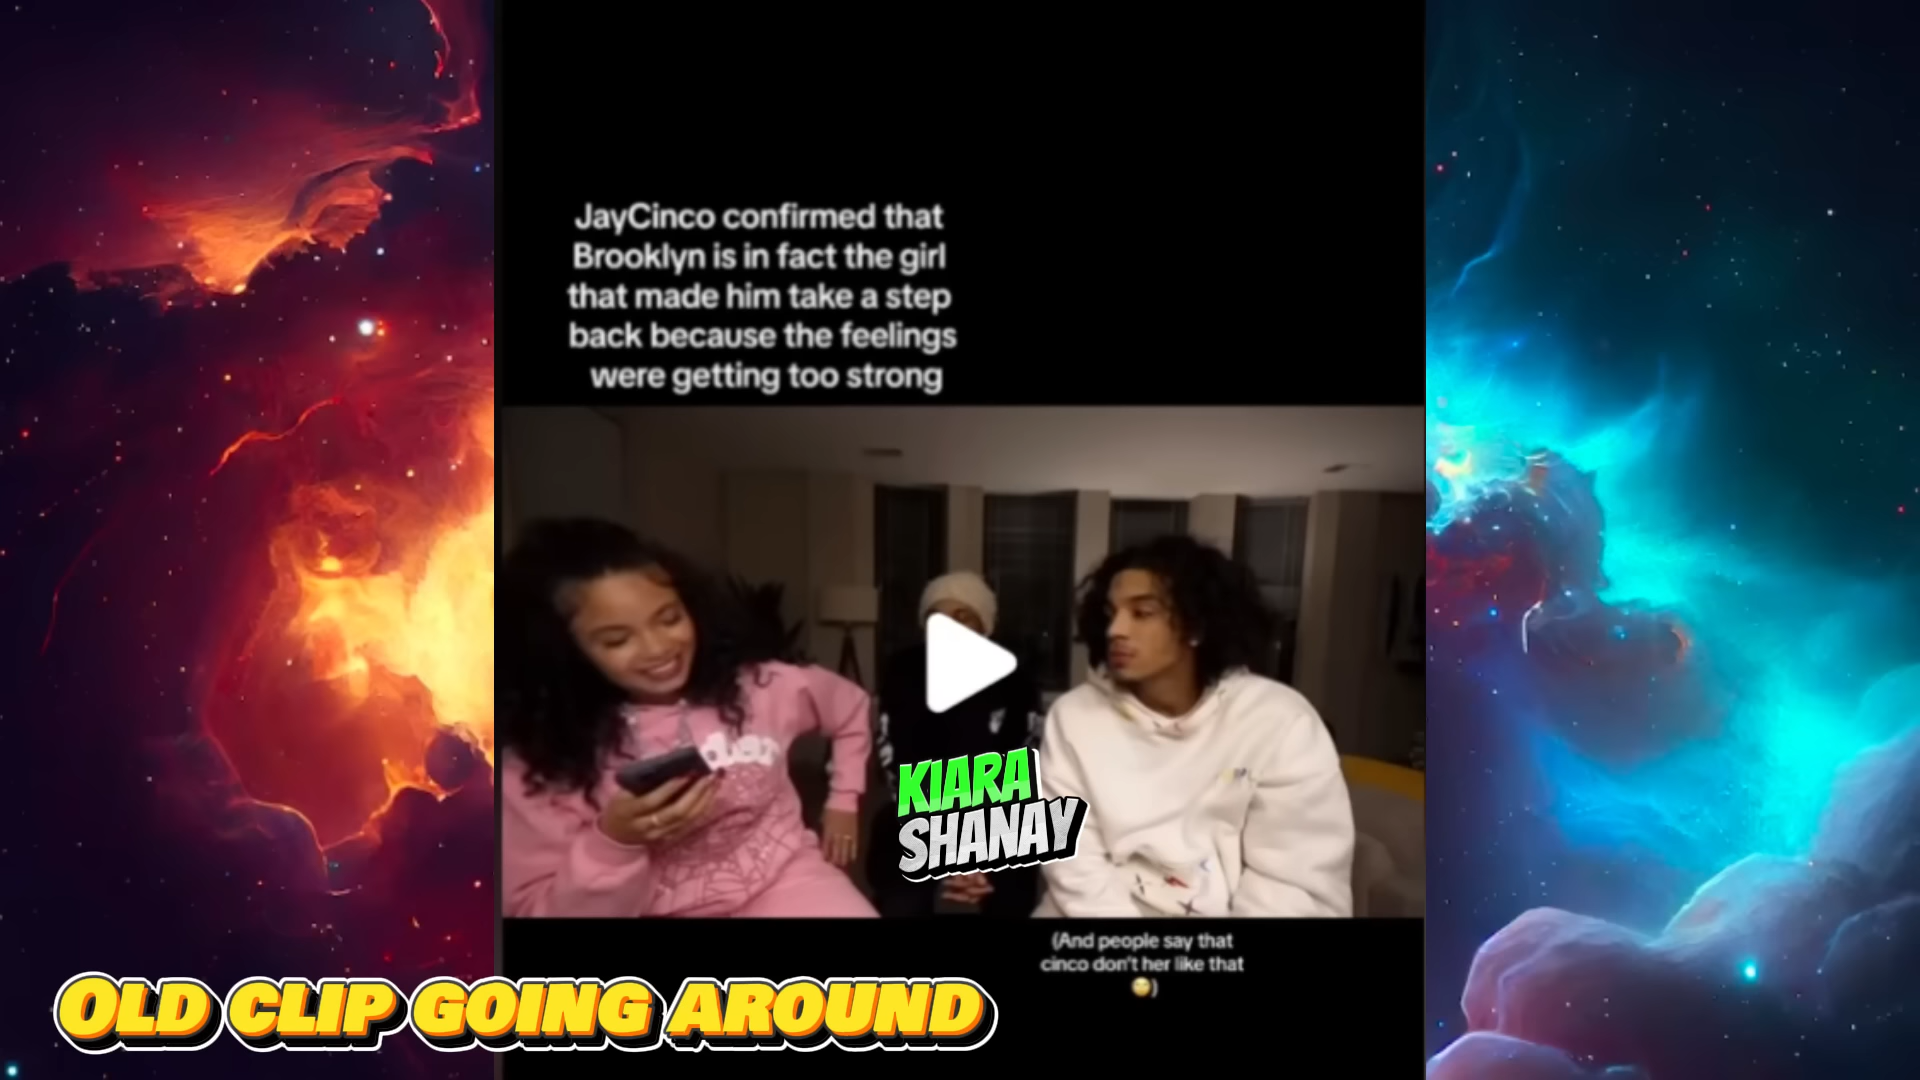 JayCinco confirmed that
Brooklyn is in fact the girl
that made him take a step
back because the feelings
were getting too strong
KIARA
SHANAY
(And people say that
cinco don't her like that
😁)
OLD CLIP GOING AROUND